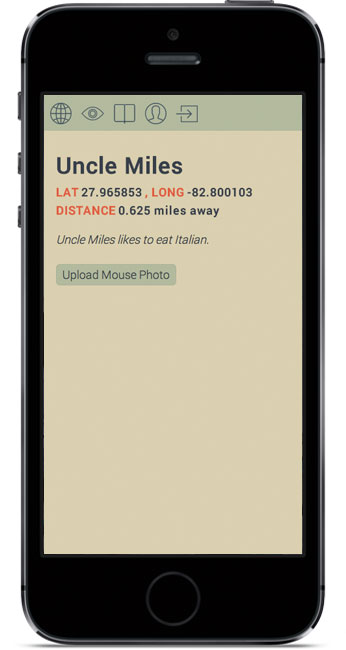 Uncle Miles
LAT 27.965853 , LONG -82.800103
DISTANCE 0.625 miles away
Uncle Miles likes to eat Italian.
Upload Mouse Photo